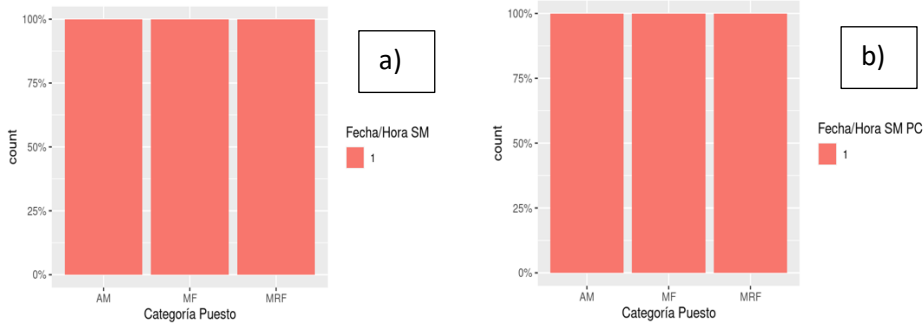 100%
75%
50%
25%
0%
count
AM MF MRF
Categoría Puesto
a)
Fecha/Hora SM
1
100%
75%
50%
25%
0%
count
AM MF MRF
Categoría Puesto
b)
Fecha/Hora SM PC
1